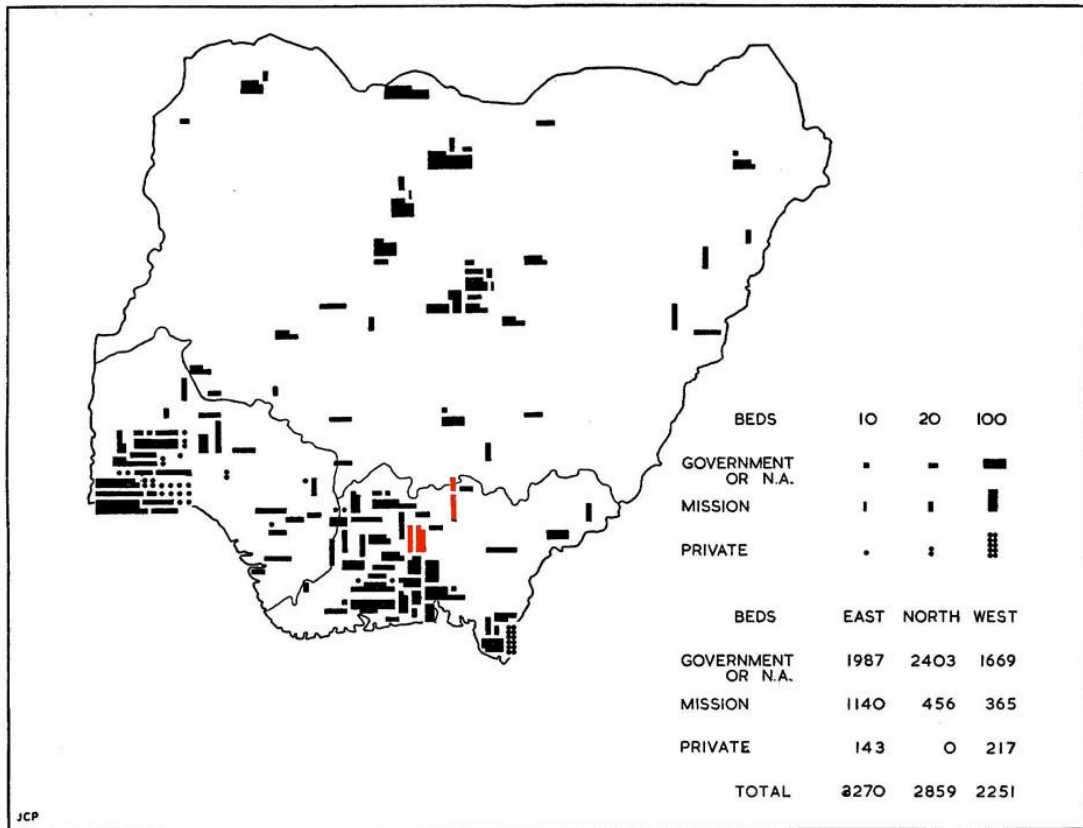 BEDS 10 20 100
GOVERNMENT
OR N.A.
MISSION
PRIVATE
BEDS EAST NORTH WEST
GOVERNMENT 1987 2403 1669
OR N.A.
MISSION 1140 456 365
PRIVATE 143 0 217
TOTAL 3270 2859 2251
JCP